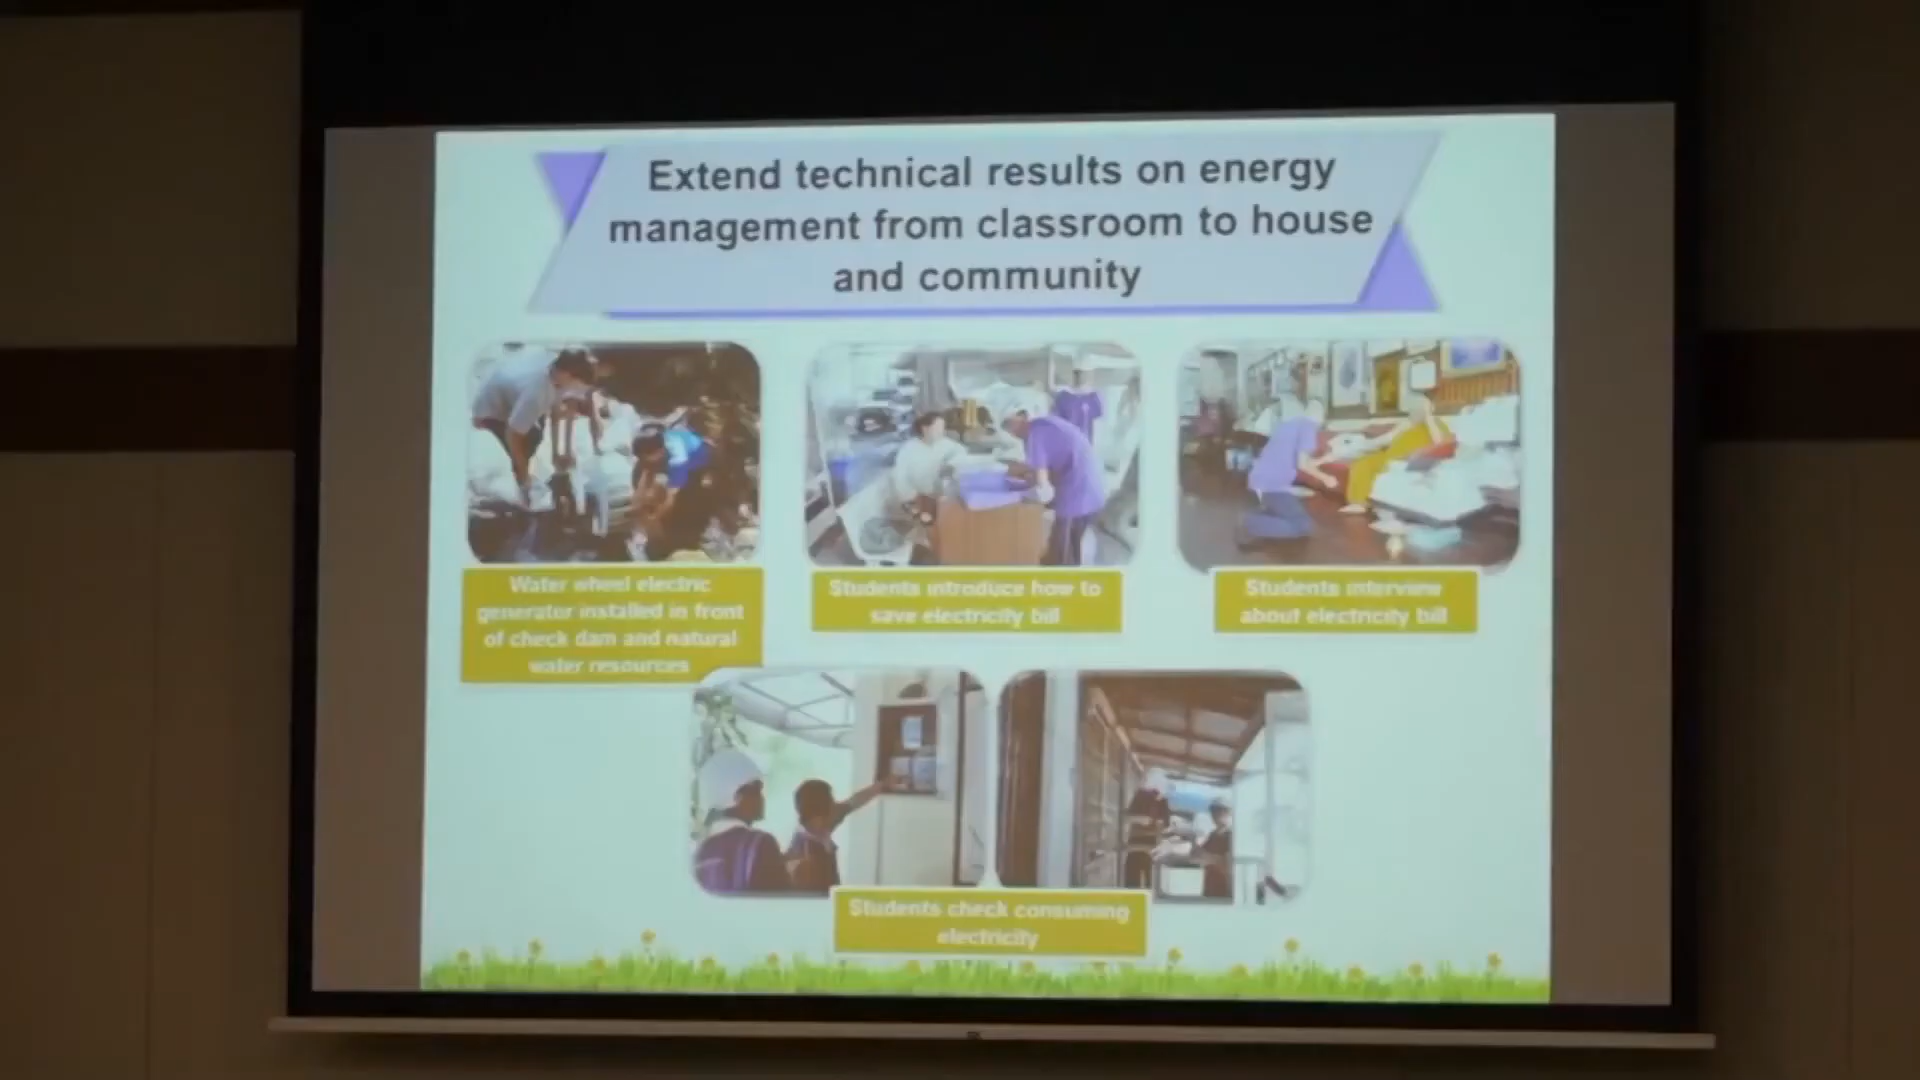 Extend technical results on energy
management from classroom to house
and community
Water wheel electric
generator installed in front
of check dam and natural
water resources
Students introduce how to
save electricity bill
Students interview
about electricity bill
Students check consuming
electricity